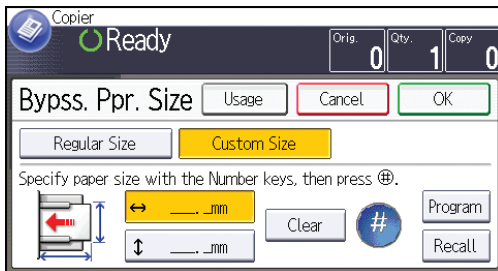 Copier
Ready
Orig. Qty. Copy
0 1 0
Bypss. Ppr. Size Usage Cancel OK
Regular Size Custom Size
Specify paper size with the Number keys, then press ⊕.
↔ ___._mm Clear # Program
↕ ___._mm Recall